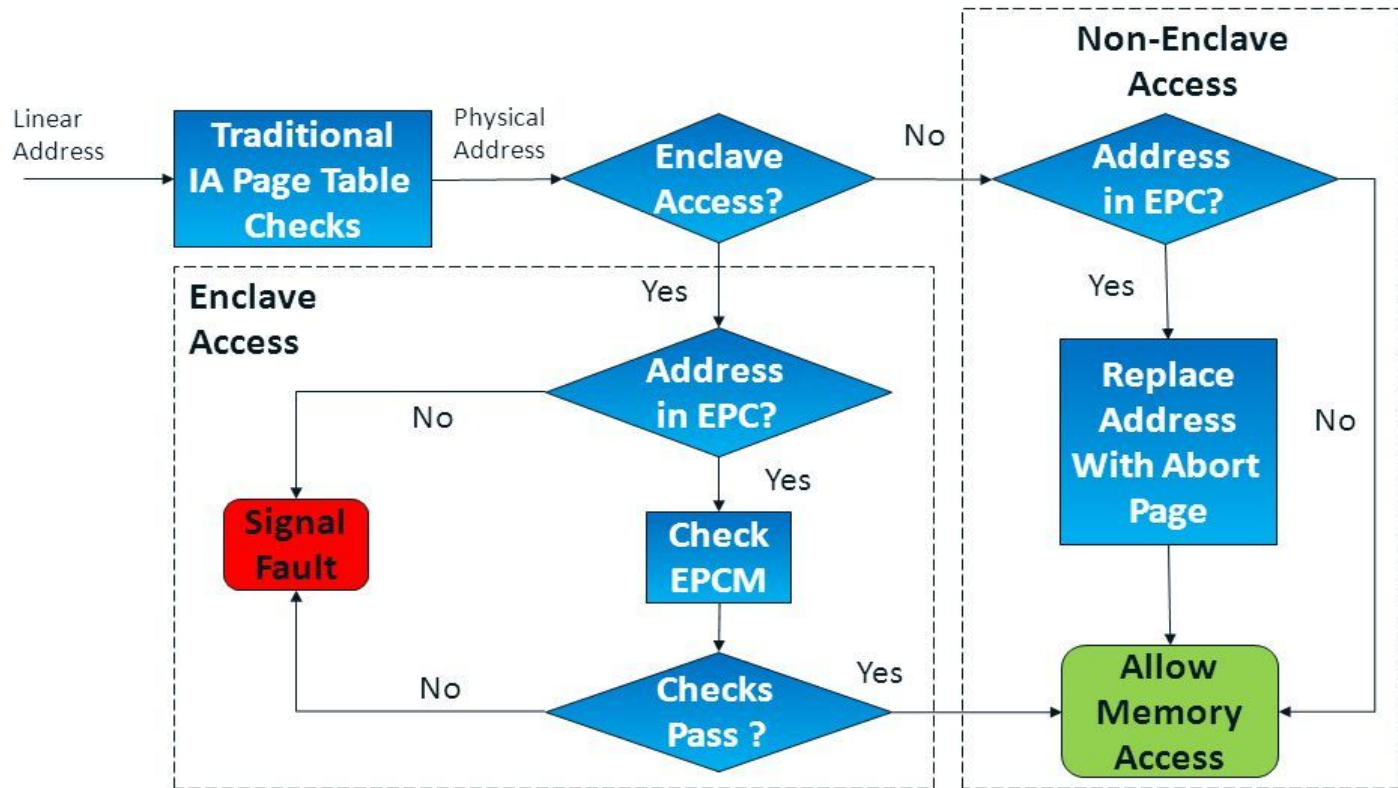 Non-Enclave
Access
Linear
Address
Traditional
IA Page Table
Checks
Physical
Address
Enclave
Access?
No
Address
in EPC?
Enclave
Access
Yes
Yes
Address
in EPC?
No
Replace
Address
With Abort
Page
No
Yes
Signal
Fault
Check
EPCM
No
Checks
Pass ?
Yes
Allow
Memory
Access